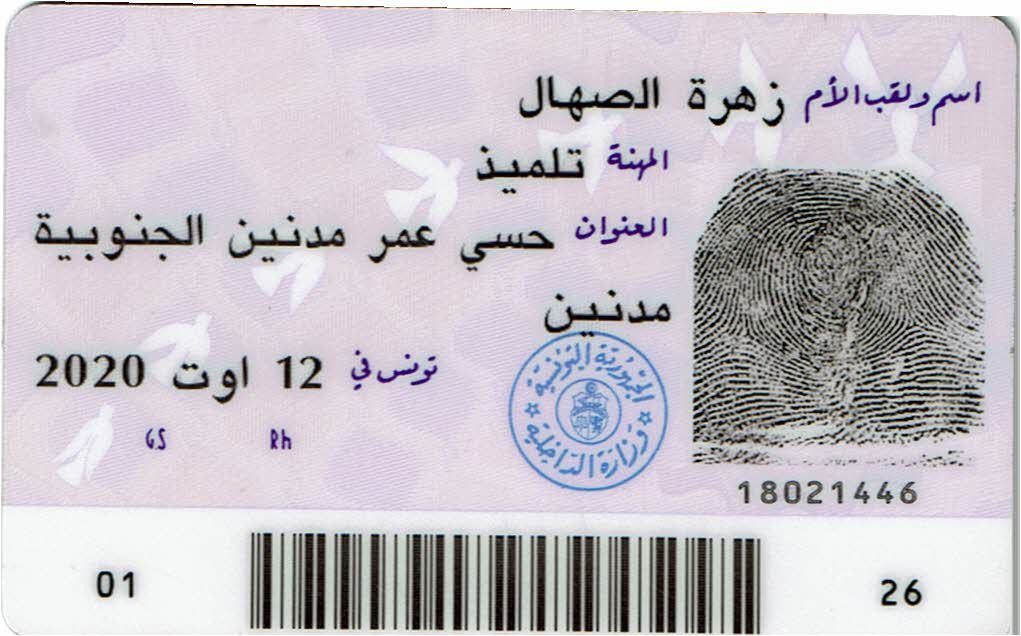 اسم ولقب الأم زهرة الصهال
المهنة تلميذ
العنوان حسي عمر مدنين الجنوبية
مدنين
تونس في 12 اوت 2020
Rh GS
الجمهورية التونسية
وزارة الداخلية
18021446
01 26